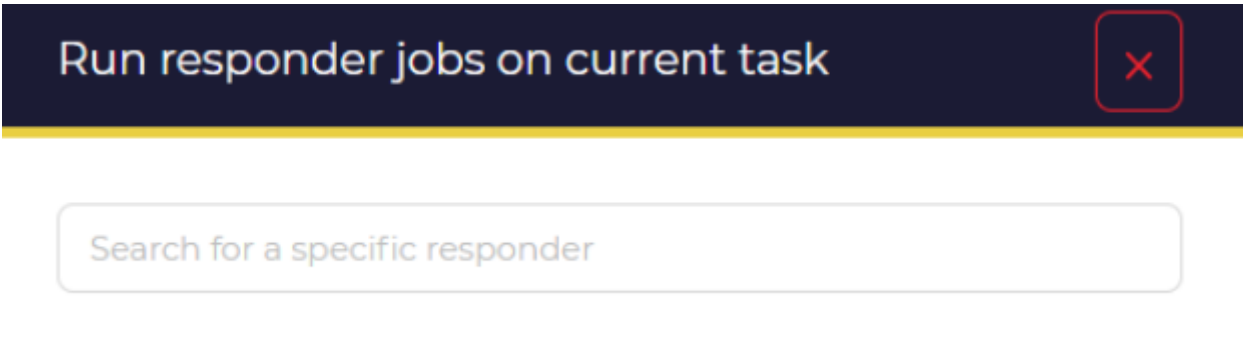 Run responder jobs on current task
Search for a specific responder